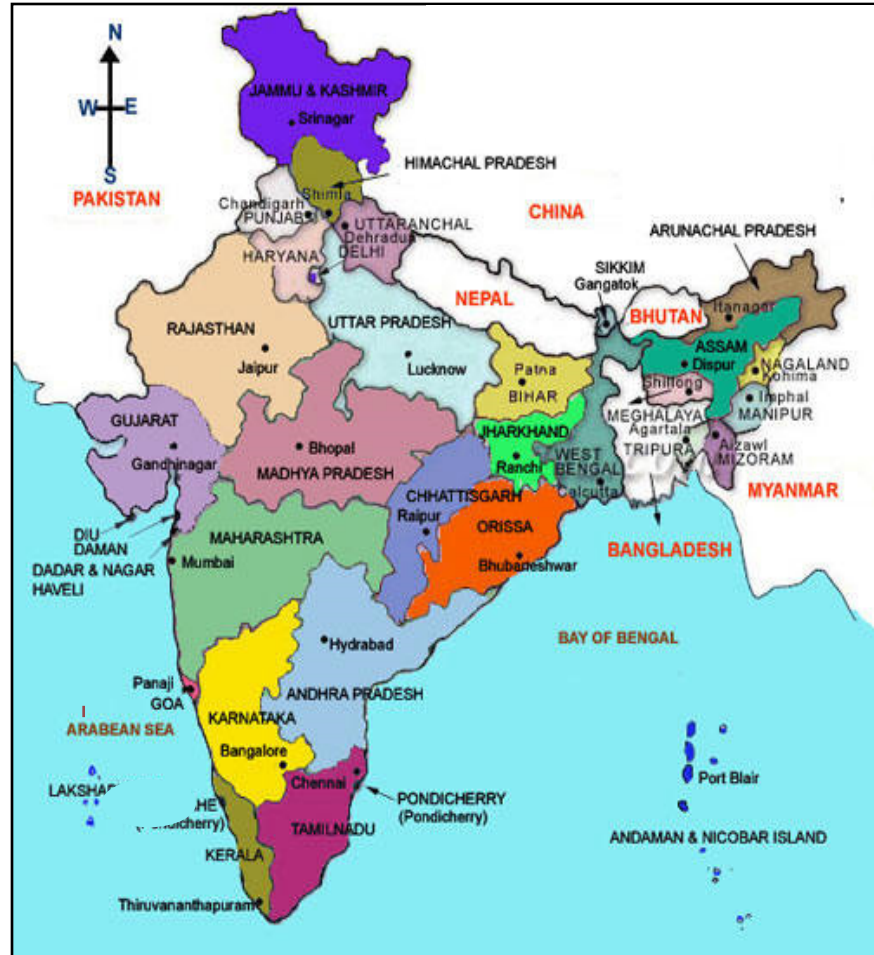 N
W E
S
JAMMU & KASHMIR
Srinagar
HIMACHAL PRADESH
PAKISTAN
Chandigarh
Shimla
PUNJAB
CHINA
UTTARANCHAL
Dehradun
ARUNACHAL PRADESH
HARYANA
DELHI
SIKKIM
Gangatok
NEPAL
BHUTAN
Itanagar
RAJASTHAN
UTTAR PRADESH
ASSAM
Dispur
NAGALAND
Kohima
Jaipur
Lucknow
Patna
BIHAR
Shillong
Imphal
MEGHALAYA
MANIPUR
GUJARAT
JHARKHAND
Agartala
TRIPURA
Aizawl
MIZORAM
Gandhinagar
Bhopal
MADHYA PRADESH
Ranchi
WEST
BENGAL
Calcutta
MYANMAR
CHHATTISGARH
Raipur
ORISSA
DIU
DAMAN
DADAR & NAGAR
HAVELI
MAHARASHTRA
Mumbai
Bhubaneshwar
BANGLADESH
BAY OF BENGAL
Hydrabad
Panaji
GOA
ANDHRA PRADESH
KARNATAKA
ARABEAN SEA
Bangalore
Chennai
Port Blair
PONDICHERRY
(Pondicherry)
TAMILNADU
ANDAMAN & NICOBAR ISLAND
KERALA
Thiruvananthapuram